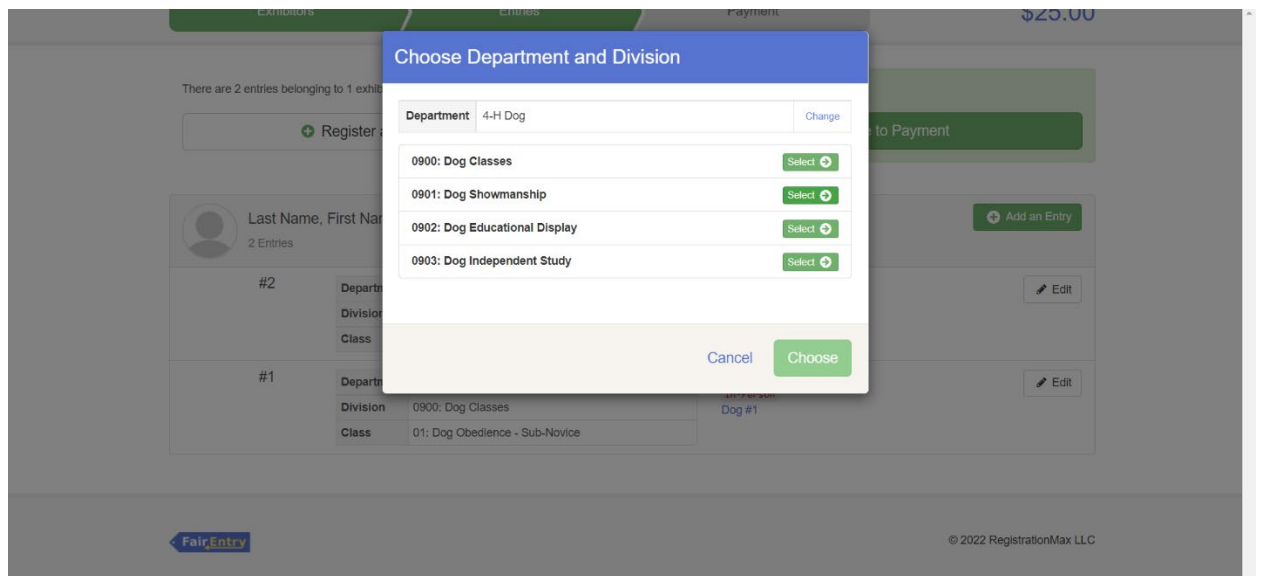 Exhibitors
Entries
Payment
$25.00
Choose Department and Division
There are 2 entries belonging to 1 exhib
Department 4-H Dog Change
Register
to Payment
0900: Dog Classes Select
0901: Dog Showmanship Select
0902: Dog Educational Display Select
0903: Dog Independent Study Select
Last Name, First Nar
2 Entries
Add an Entry
#2
Departm
Division
Class
Edit
Cancel Choose
#1
Departm
Edit
In-Person
Division 0900: Dog Classes
Dog #1
Class 01: Dog Obedience - Sub-Novice
FairEntry
© 2022 RegistrationMax LLC